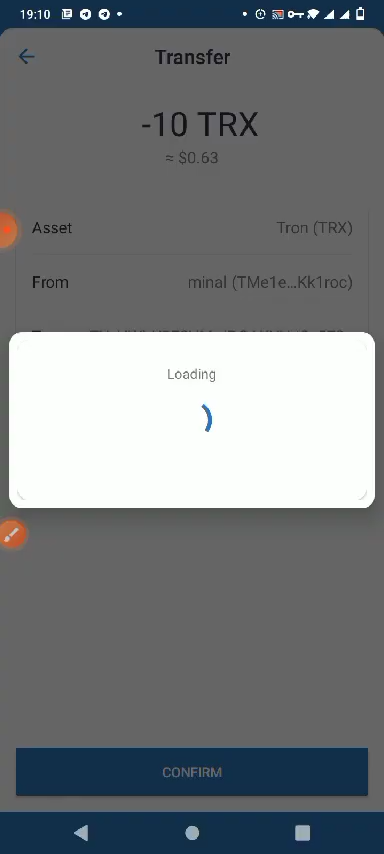 19:10
Transfer
-10 TRX
≈ $0.63
Asset
Tron (TRX)
From
minal (TMe1e...Kk1roc)
Loading
CONFIRM